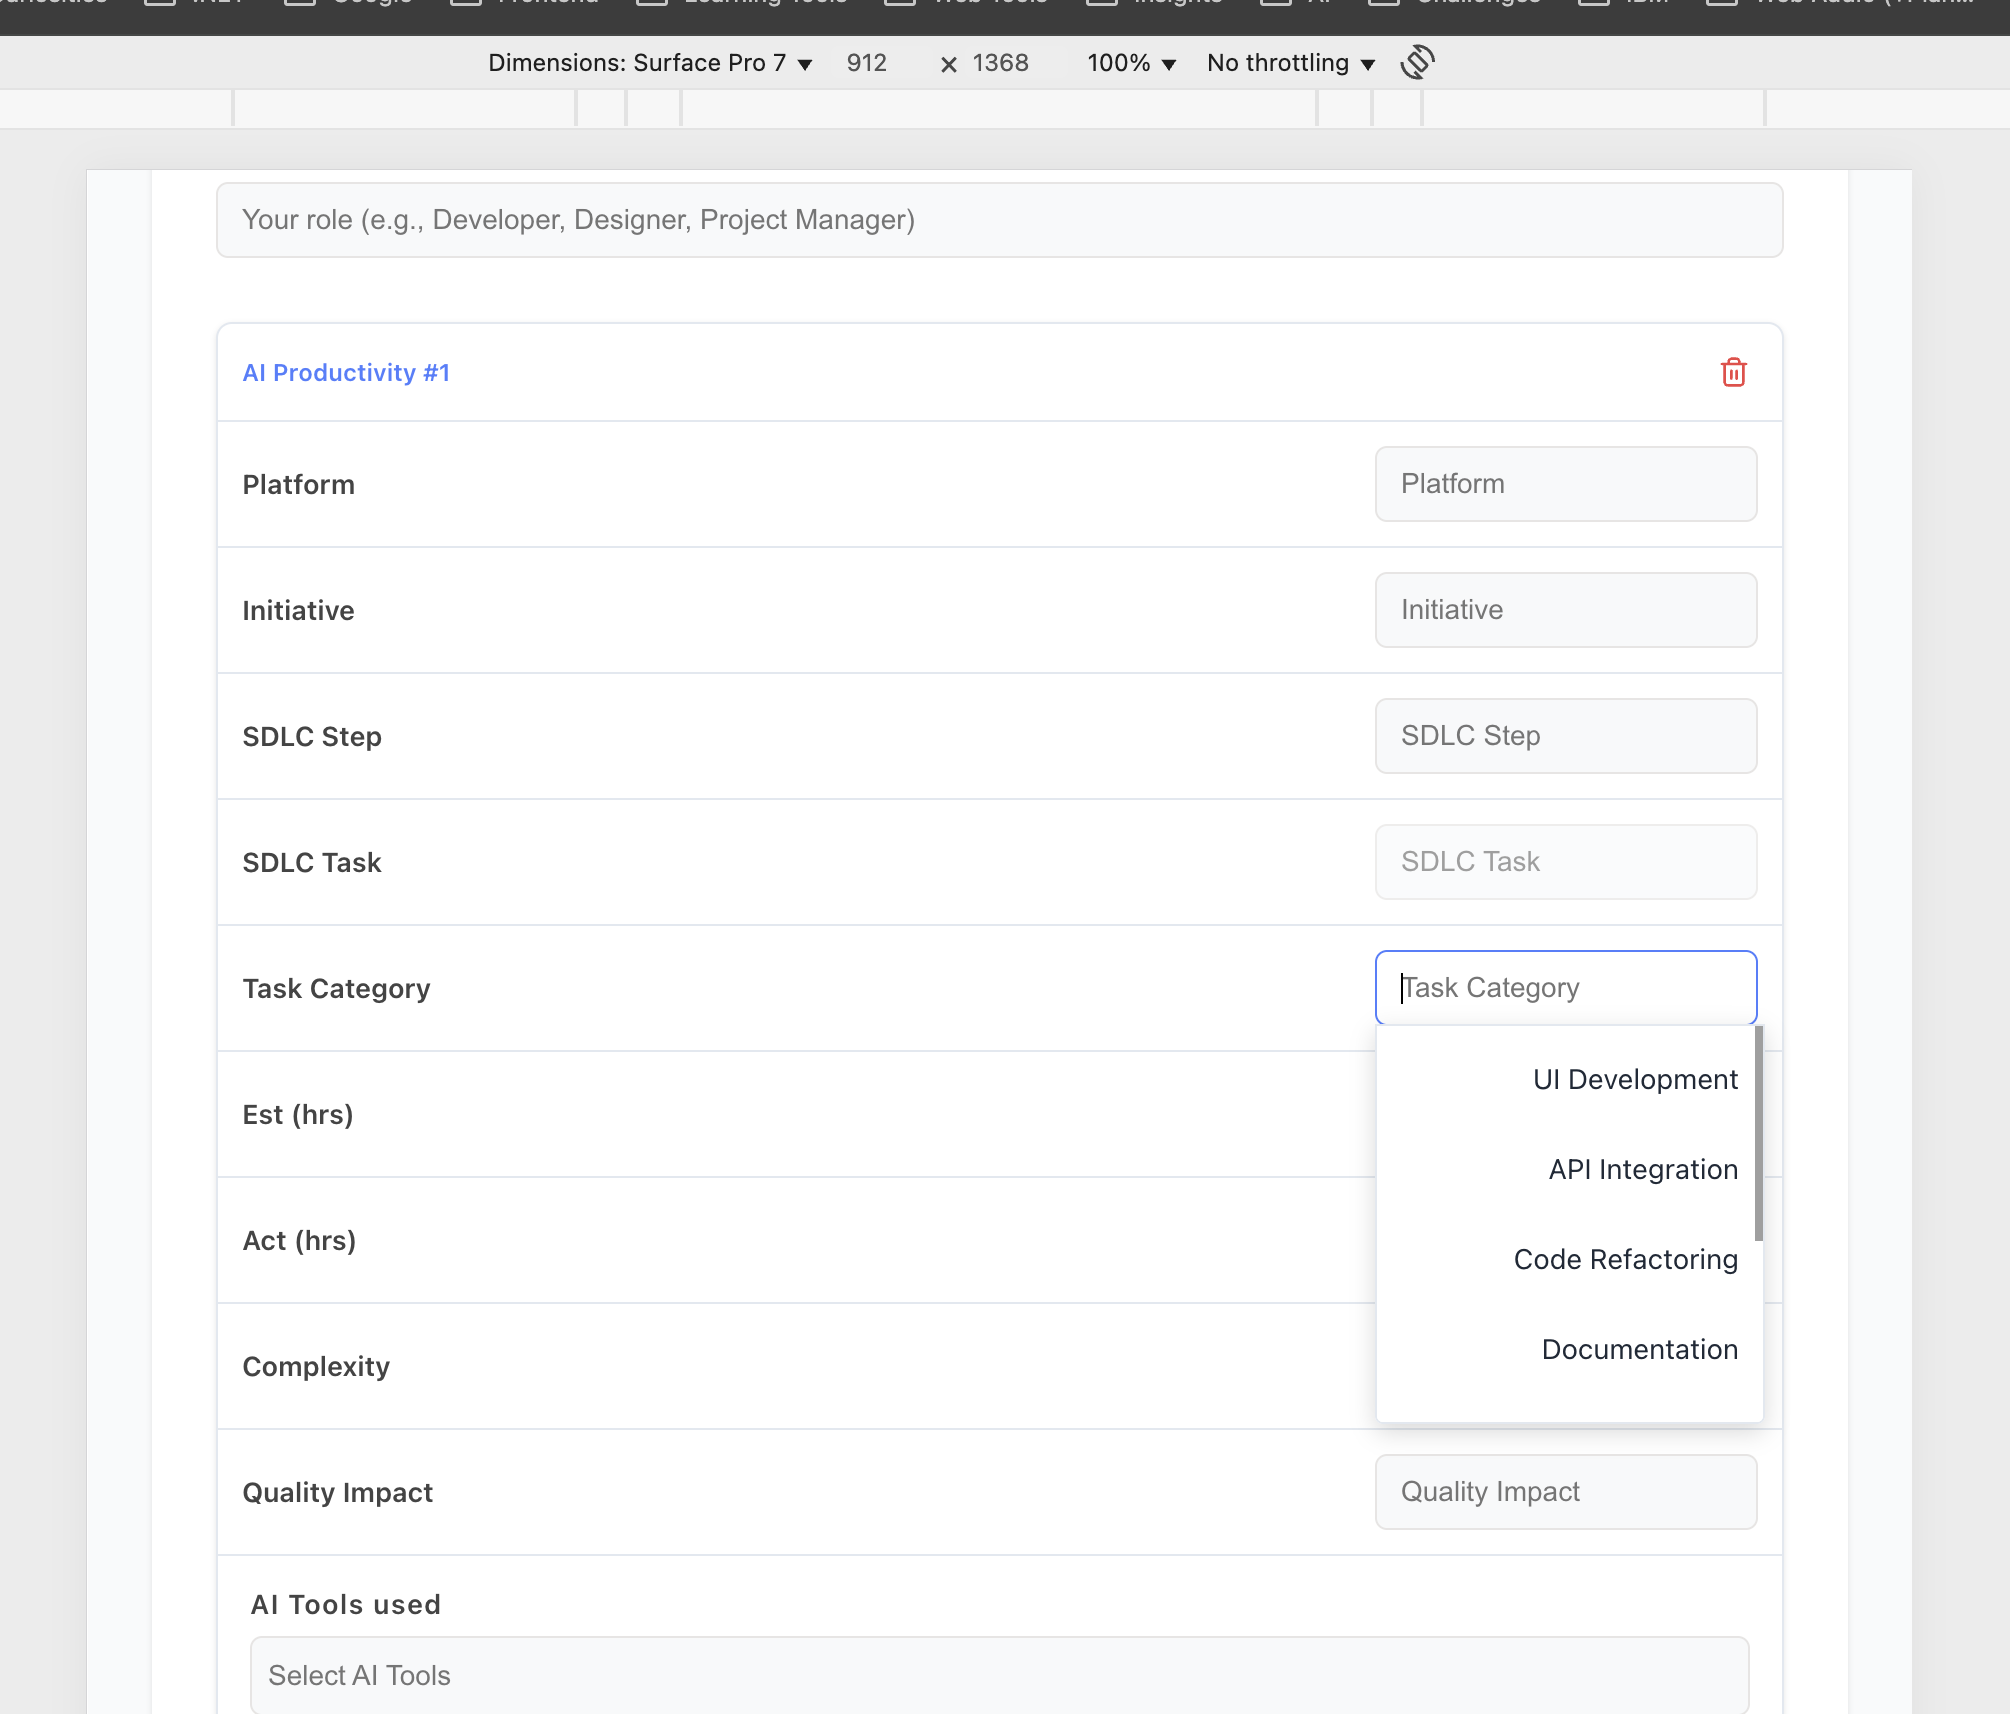 Dimensions: Surface Pro 7 ▼ 912 × 1368 100% ▼ No throttling ▼
Your role (e.g., Developer, Designer, Project Manager)
AI Productivity #1
Platform Platform
Initiative Initiative
SDLC Step SDLC Step
SDLC Task SDLC Task
Task Category Task Category
UI Development
Est (hrs)
API Integration
Act (hrs)
Code Refactoring
Documentation
Complexity
Quality Impact Quality Impact
AI Tools used
Select AI Tools